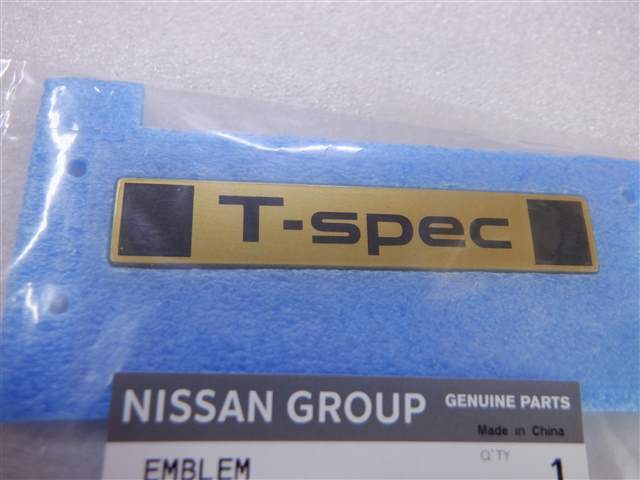 T-spec
NISSAN GROUP GENUINE PARTS
Made in China
Q'TY
EMBLEM 1